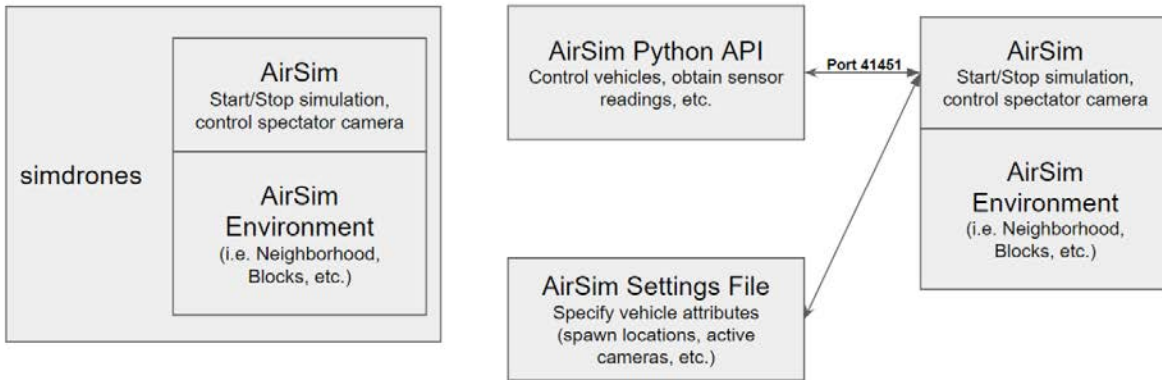 simdrones
AirSim
Start/Stop simulation,
control spectator camera
AirSim
Environment
(i.e. Neighborhood,
Blocks, etc.)
AirSim Python API
Control vehicles, obtain sensor
readings, etc.
Port 41451
AirSim Settings File
Specify vehicle attributes
(spawn locations, active
cameras, etc.)
AirSim
Start/Stop simulation,
control spectator camera
AirSim
Environment
(i.e. Neighborhood,
Blocks, etc.)